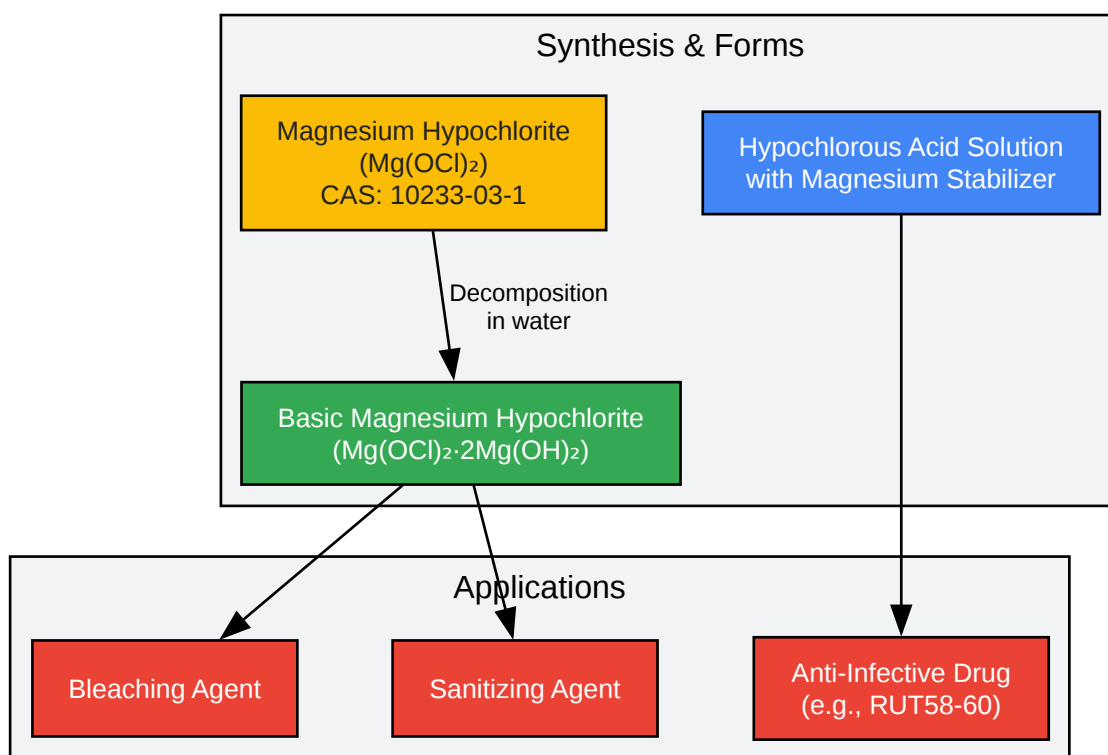 Synthesis & Forms
Magnesium Hypochlorite
(Mg(OCl)₂)
CAS: 10233-03-1
Hypochlorous Acid Solution
with Magnesium Stabilizer
Decomposition
in water
Basic Magnesium Hypochlorite
(Mg(OCl)₂·2Mg(OH)₂)
Applications
Bleaching Agent
Sanitizing Agent
Anti-Infective Drug
(e.g., RUT58-60)